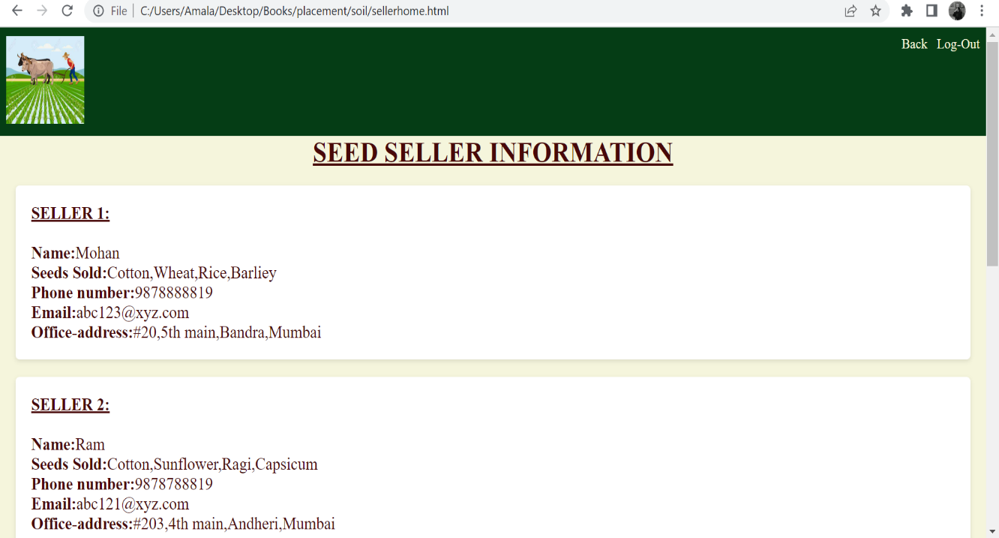 File
C:/Users/Amala/Desktop/Books/placement/soil/sellerhome.html
Back Log-Out
SEED SELLER INFORMATION
SELLER 1:
Name:Mohan
Seeds Sold:Cotton,Wheat,Rice,Barliey
Phone number:9878888819
Email:abc123@xyz.com
Office-address:#20,5th main,Bandra,Mumbai
SELLER 2:
Name:Ram
Seeds Sold:Cotton,Sunflower,Ragi,Capsicum
Phone number:9878788819
Email:abc121@xyz.com
Office-address:#203,4th main,Andheri,Mumbai